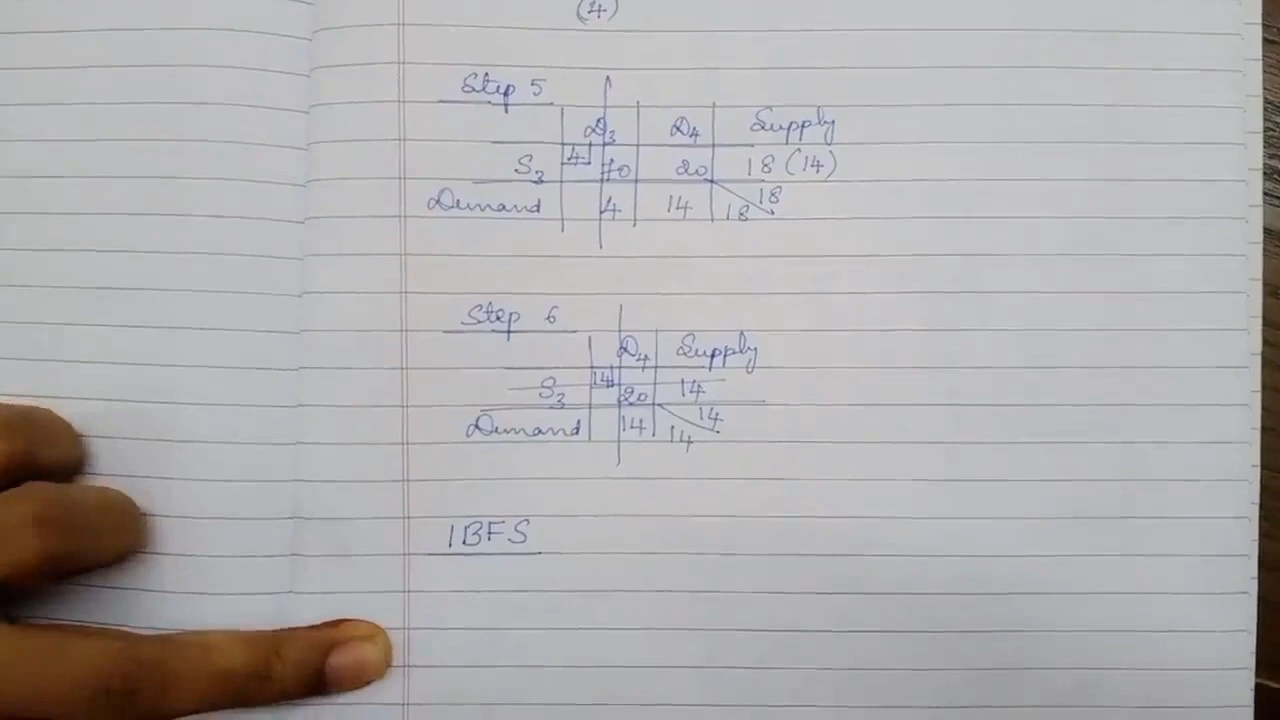 (4)
Step 5
D3 D4 Supply
S3 4 70 20 18 (14)
Demand 4 14 18 18
Step 6
D4 Supply
S3 14 20 14
Demand 14 14 14
IBFS